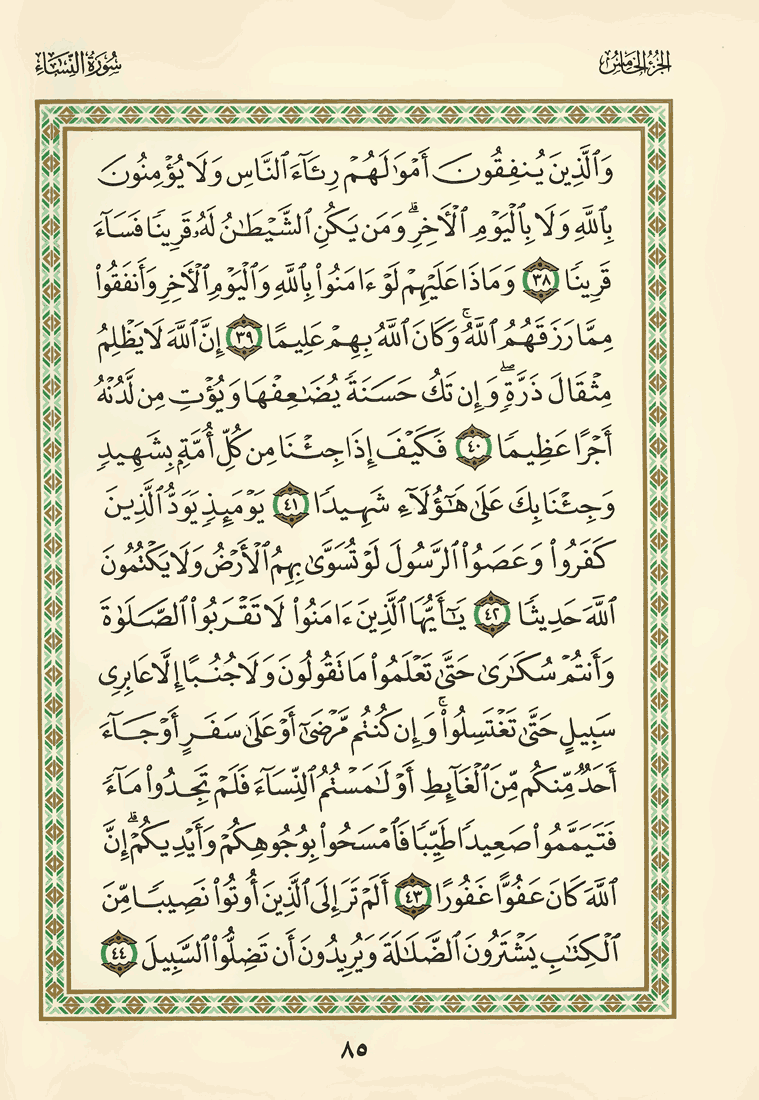 الجزء الخامس
سورة النساء
وَٱلَّذِينَ يُنفِقُونَ أَمْوَٰلَهُمْ رِئَآءَ ٱلنَّاسِ وَلَا يُؤْمِنُونَ
بِٱللَّهِ وَلَا بِٱلْيَوْمِ ٱلْأَخِرِ ۗ وَمَن يَكُنِ ٱلشَّيْطَٰنُ لَهُۥ قَرِينًا فَسَآءَ
قَرِينًا ٣٨ وَمَاذَا عَلَيْهِمْ لَوْ ءَامَنُوا۟ بِٱللَّهِ وَٱلْيَوْمِ ٱلْأَخِرِ وَأَنفَقُوا۟
مِمَّا رَزَقَهُمُ ٱللَّهُ ۚ وَكَانَ ٱللَّهُ بِهِمْ عَلِيمًا ٣٩ إِنَّ ٱللَّهَ لَا يَظْلِمُ
مِثْقَالَ ذَرَّةٍ ۖ وَإِن تَكُ حَسَنَةً يُضَٰعِفْهَا وَيُؤْتِ مِن لَّدُنْهُ
أَجْرًا عَظِيمًا ٤٠ فَكَيْفَ إِذَا جِئْنَا مِن كُلِّ أُمَّةٍۭ بِشَهِيدٍ
وَجِئْنَا بِكَ عَلَىٰ هَٰٓؤُلَآءِ شَهِيدًا ٤١ يَوْمَئِذٍ يَوَدُّ ٱلَّذِينَ
كَفَرُوا۟ وَعَصَوُا۟ ٱلرَّسُولَ لَوْ تُسَوَّىٰ بِهِمُ ٱلْأَرْضُ وَلَا يَكْتُمُونَ
ٱللَّهَ حَدِيثًا ٤٢ يَٰٓأَيُّهَا ٱلَّذِينَ ءَامَنُوا۟ لَا تَقْرَبُوا۟ ٱلصَّلَوٰةَ
وَأَنتُمْ سُكَٰرَىٰ حَتَّىٰ تَعْلَمُوا۟ مَا تَقُولُونَ وَلَا جُنُبًا إِلَّا عَابِرِى
سَبِيلٍ حَتَّىٰ تَغْتَسِلُوا۟ ۚ وَإِن كُنتُم مَّرْضَىٰٓ أَوْ عَلَىٰ سَفَرٍ أَوْ جَآءَ
أَحَدٌ مِّنكُم مِّنَ ٱلْغَآئِطِ أَوْ لَٰمَسْتُمُ ٱلنِّسَآءَ فَلَمْ تَجِدُوا۟ مَآءً
فَتَيَمَّمُوا۟ صَعِيدًا طَيِّبًا فَٱمْسَحُوا۟ بِوُجُوهِكُمْ وَأَيْدِيكُمْ ۗ إِنَّ
ٱللَّهَ كَانَ عَفُوًّا غَفُورًا ٤٣ أَلَمْ تَرَ إِلَى ٱلَّذِينَ أُوتُوا۟ نَصِيبًا مِّنَ
ٱلْكِتَٰبِ يَشْتَرُونَ ٱلضَّلَٰلَةَ وَيُرِيدُونَ أَن تَضِلُّوا۟ ٱلسَّبِيلَ ٤٤
٨٥